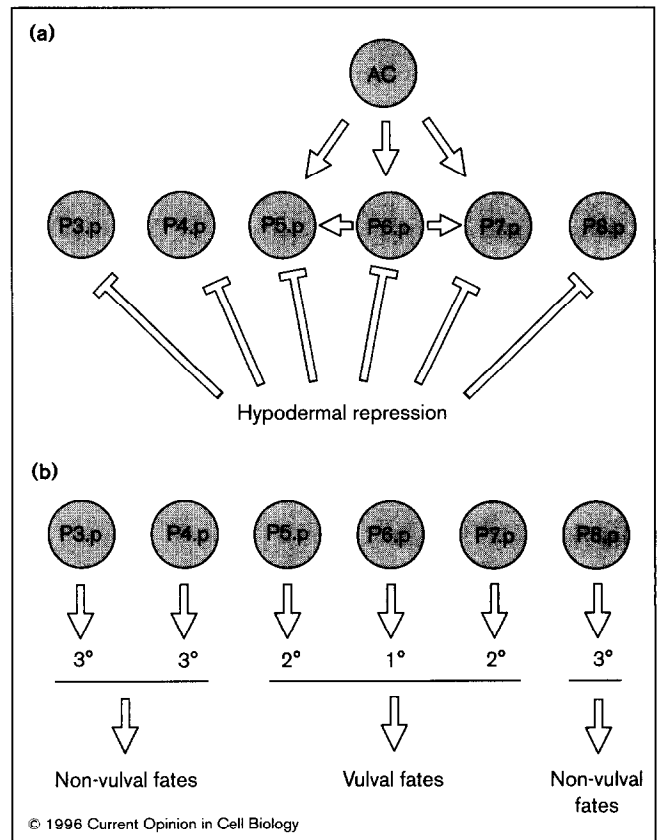 (a)
AC
P3.p P4.p P5.p P6.p P7.p P8.p
Hypodermal repression
(b)
P3.p P4.p P5.p P6.p P7.p P8.p
3° 3° 2° 1° 2° 3°
Non-vulval fates Vulval fates Non-vulval
fates
© 1996 Current Opinion in Cell Biology